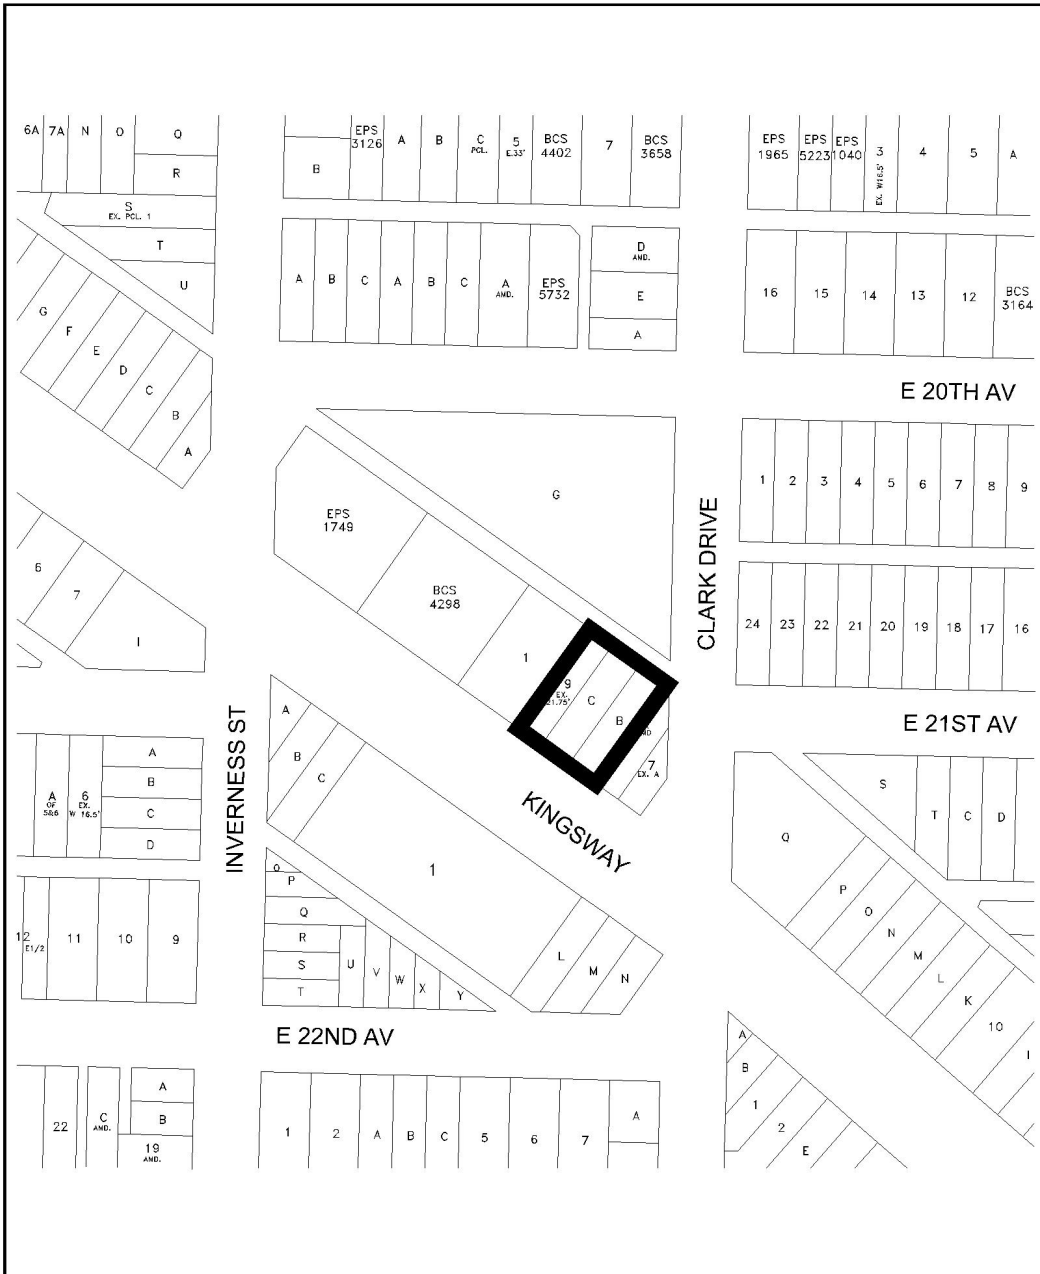 6A 7A N O Q
R
S
EX. PCL. 1
T
U
B
EPS
3126
A B
C
PCL.
5
E.33'
BCS
4402
7
BCS
3658
EPS
1965
EPS
5223
EPS
1040
3
EX. W16.5'
4 5 A
A B C A B C
A
AMD.
EPS
5732
D
AMD.
E
A
16 15 14 13 12
BCS
3164
G F E D C B A
E 20TH AV
EPS
1749
BCS
4298
G
1
9
EX.
C B
7
EX. A
CLARK DRIVE
1 2 3 4 5 6 7 8 9
24 23 22 21 20 19 18 17 16
E 21ST AV
6 7 I
INVERNESS ST
A B C
1
L M N
KINGSWAY
A
OF
5&6
6
EX.
W 16.5'
A
B
C
D
12
E1/2
11 10 9
O
P
Q
R
S
T
U V W X Y
S T C D
Q P O N M L K 10 I
E 22ND AV
22
C
AMD.
A
B
19
AMD.
1 2 A B C 5 6 7 A
A
B
1
2
E